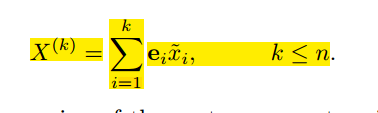 $X^{(k)} = \sum_{i=1}^{k} \mathbf{e}_i \tilde{x}_i, \qquad k \leq n.$